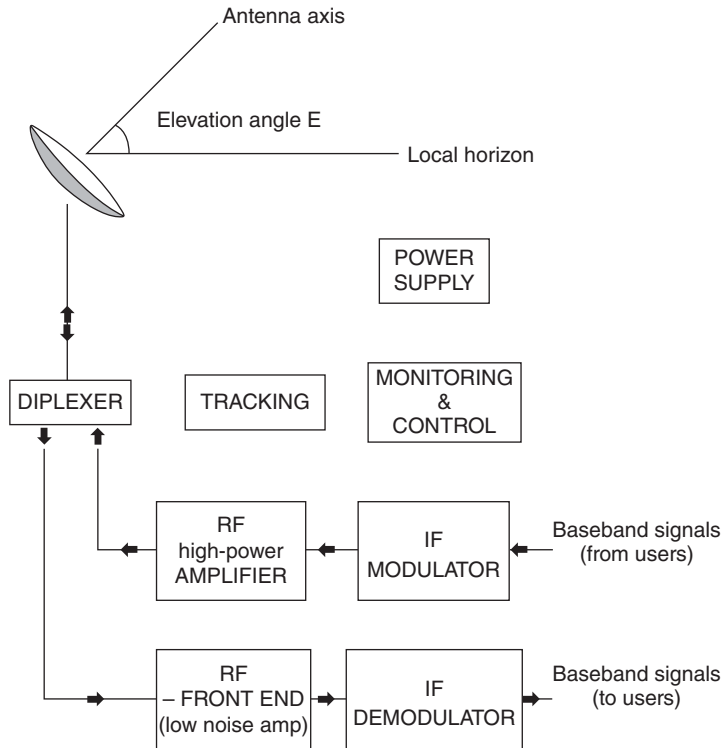 Antenna axis
Elevation angle E
Local horizon
POWER
SUPPLY
DIPLEXER
TRACKING
MONITORING
&
CONTROL
RF
high-power
AMPLIFIER
IF
MODULATOR
Baseband signals
(from users)
RF
– FRONT END
(low noise amp)
IF
DEMODULATOR
Baseband signals
(to users)